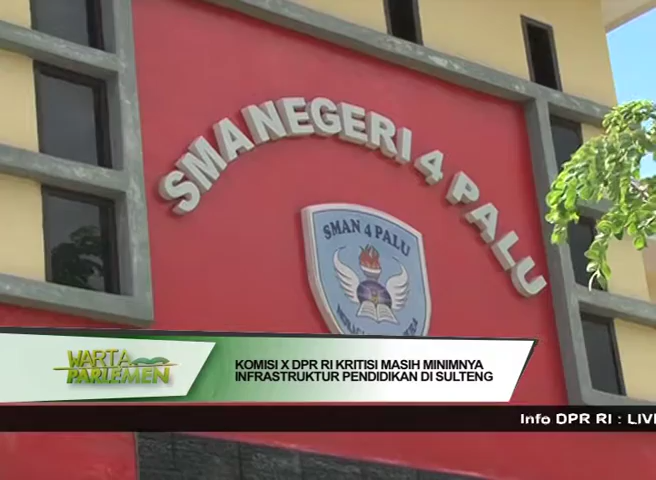 SMA NEGERI 4 PALU
SMAN 4 PALU
WARTA
PARLEMEN
KOMISI X DPR RI KRITISI MASIH MINIMNYA
INFRASTRUKTUR PENDIDIKAN DI SULTENG
Info DPR RI : LIVE